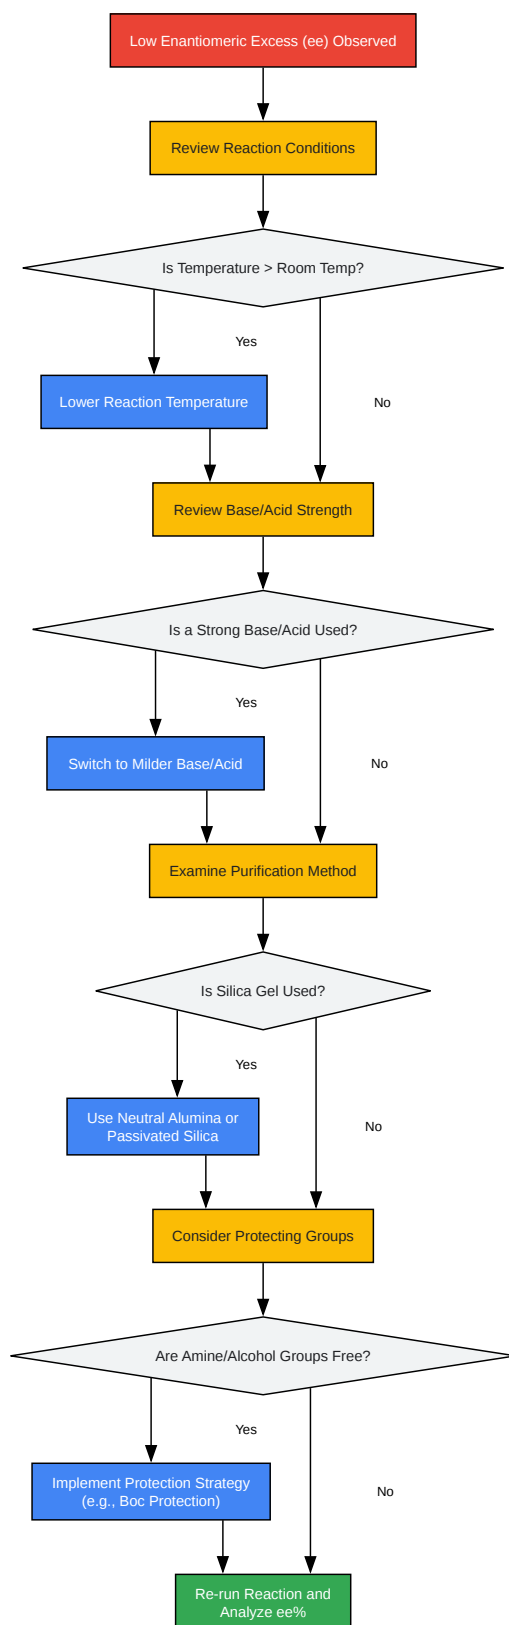 Low Enantiomeric Excess (ee) Observed
Review Reaction Conditions
Is Temperature > Room Temp?
Yes
Lower Reaction Temperature
No
Review Base/Acid Strength
Is a Strong Base/Acid Used?
Yes
Switch to Milder Base/Acid
No
Examine Purification Method
Is Silica Gel Used?
Yes
Use Neutral Alumina or
Passivated Silica
No
Consider Protecting Groups
Are Amine/Alcohol Groups Free?
Yes
Implement Protection Strategy
(e.g., Boc Protection)
No
Re-run Reaction and
Analyze ee%